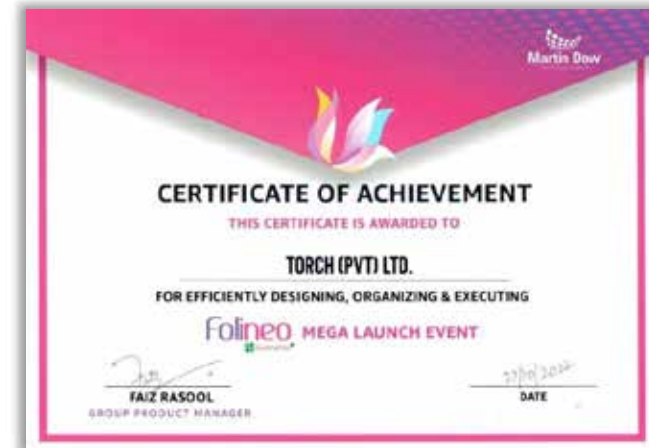 Martin Dow
CERTIFICATE OF ACHIEVEMENT
THIS CERTIFICATE IS AWARDED TO
TORCH (PVT) LTD.
FOR EFFICIENTLY DESIGNING, ORGANIZING & EXECUTING
Folineo MEGA LAUNCH EVENT
FAIZ RASOOL
GROUP PRODUCT MANAGER
DATE